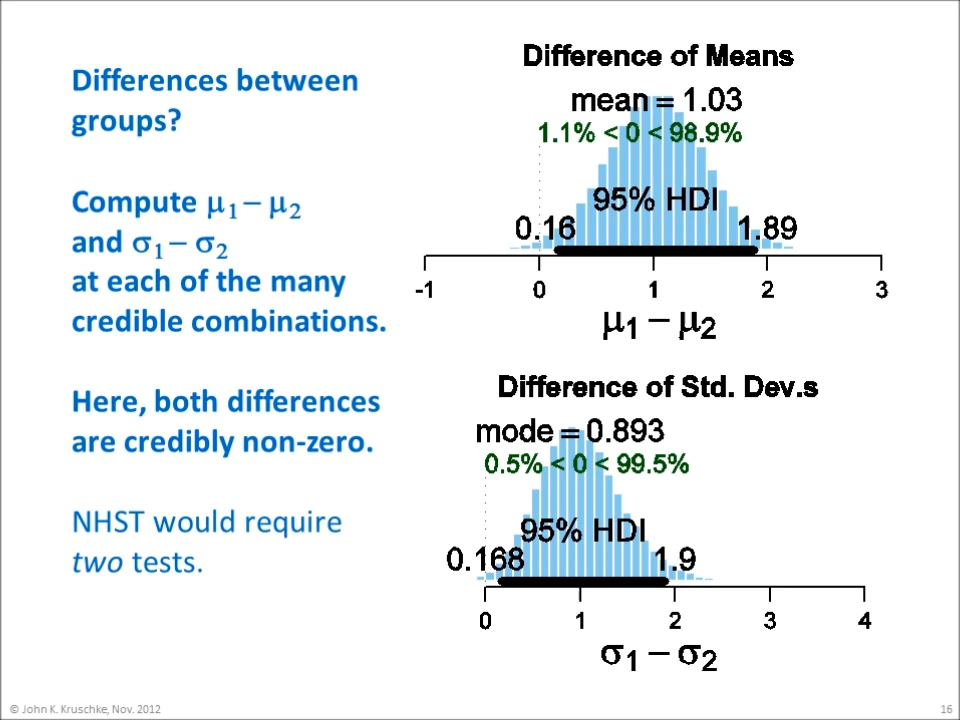 Differences between
groups?
Compute μ1 – μ2
and σ1 – σ2
at each of the many
credible combinations.
Here, both differences
are credibly non-zero.
NHST would require
two tests.
Difference of Means
mean = 1.03
1.1% < 0 < 98.9%
95% HDI
0.16 1.89
-1 0 1 2 3
μ1 – μ2
Difference of Std. Dev.s
mode = 0.893
0.5% < 0 < 99.5%
95% HDI
0.168 1.9
0 1 2 3 4
σ1 – σ2
© John K. Kruschke, Nov. 2012
16